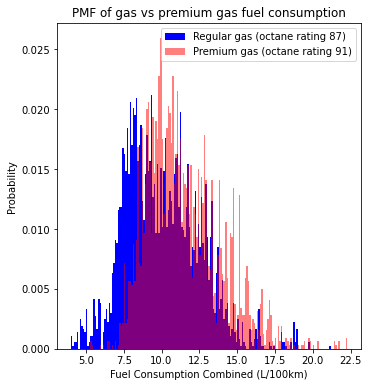 PMF of gas vs premium gas fuel consumption
Regular gas (octane rating 87)
Premium gas (octane rating 91)
Probability
0.025
0.020
0.015
0.010
0.005
0.000
5.0 7.5 10.0 12.5 15.0 17.5 20.0 22.5
Fuel Consumption Combined (L/100km)